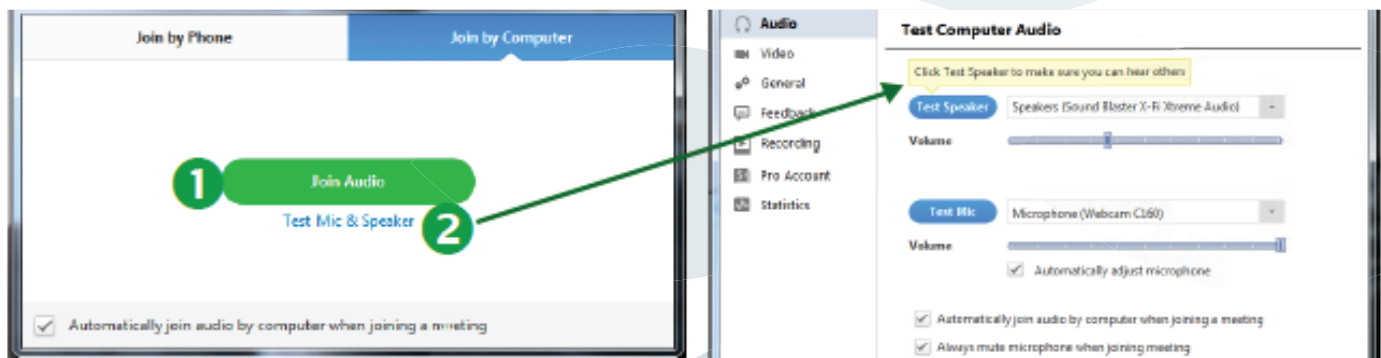 Join by Phone
Join by Computer
1
Join Audio
Test Mic & Speaker
2
Automatically join audio by computer when joining a meeting
Audio
Video
General
Feedback
Recording
Pro Account
Statistics
Test Computer Audio
Click Test Speaker to make sure you can hear others
Test Speaker
Speakers (Sound Blaster X-Fi Xtreme Audio)
Volume
Test Mic
Microphone (Webcam C160)
Volume
Automatically adjust microphone
Automatically join audio by computer when joining a meeting
Always mute microphone when joining meeting